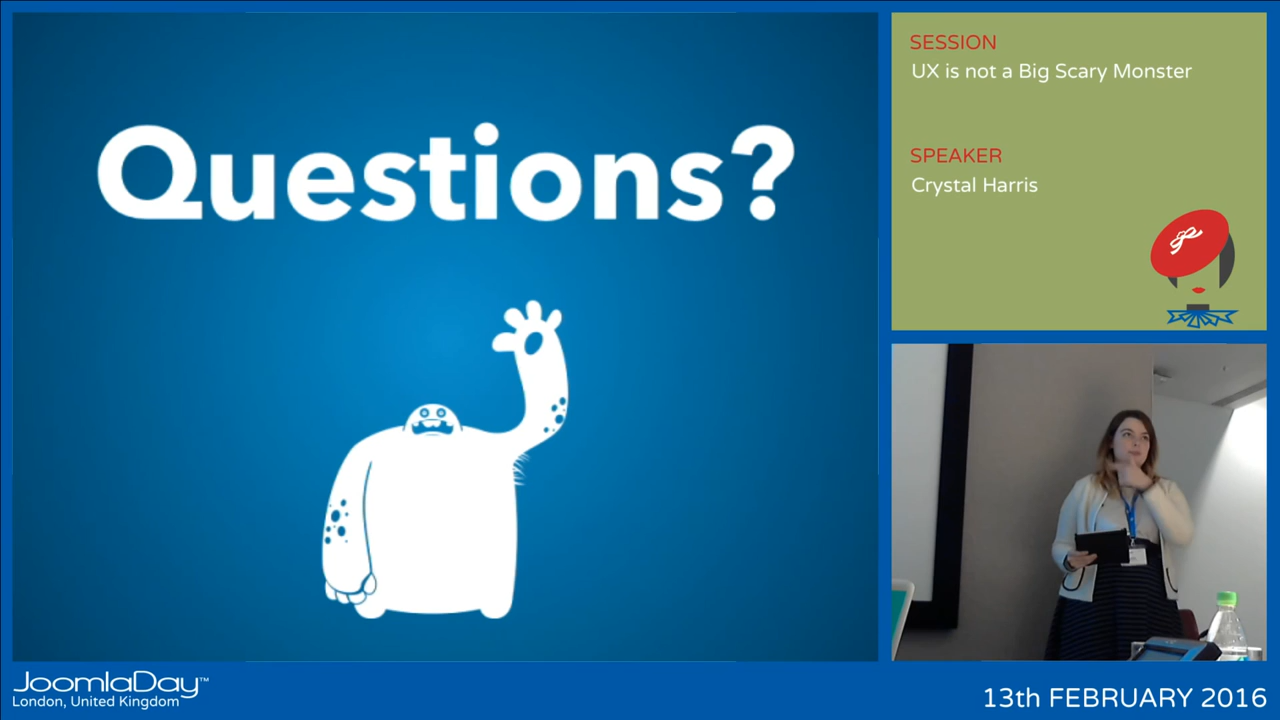 Questions?
SESSION
UX is not a Big Scary Monster
SPEAKER
Crystal Harris
JoomlaDay™
London, United Kingdom
13th FEBRUARY 2016